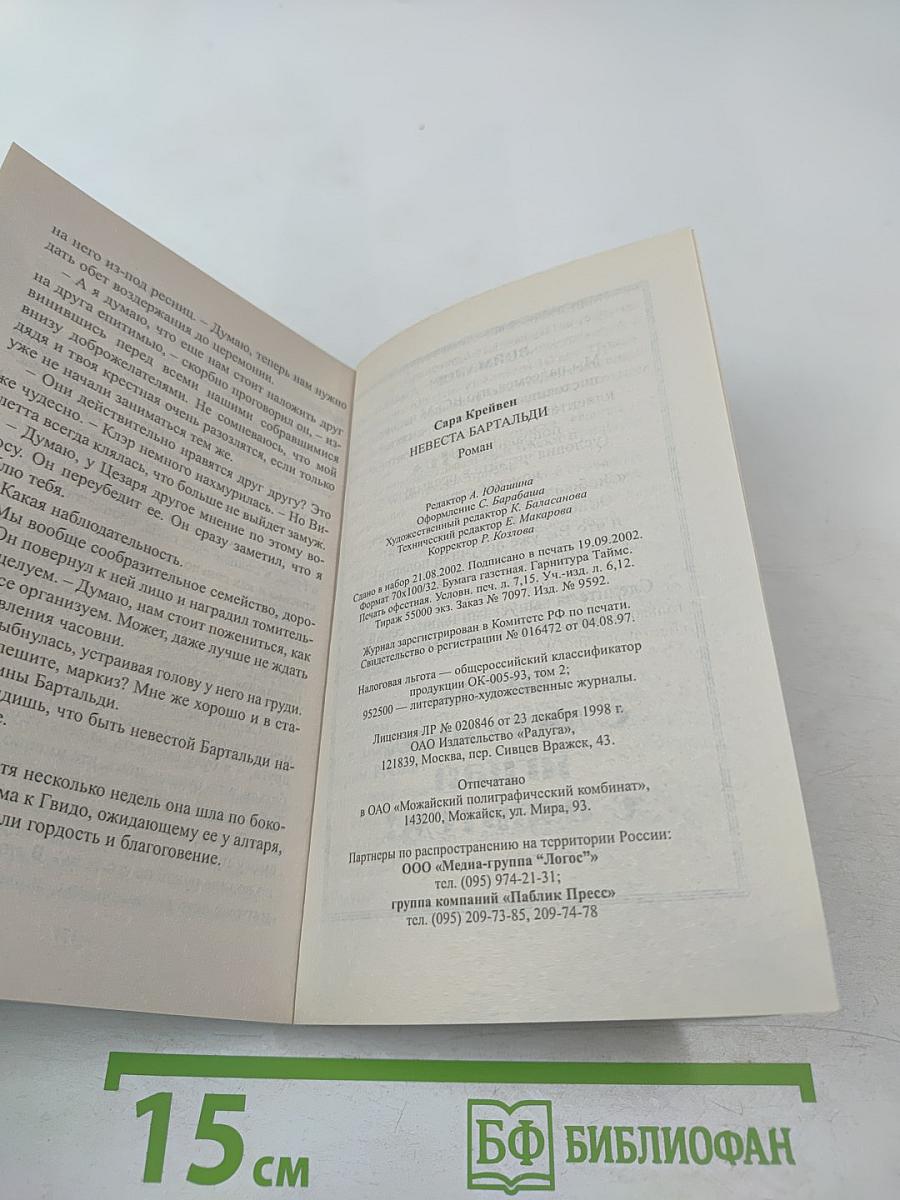 на него из-под ресниц. – Думаю, теперь нам нужно
дать обет воздержания до церемонии.
– А я думаю, что еще нам стоит наложить друг
на друга епитимью, – скорбно проговорил он, – из-
винившись перед всеми нашими собравшимися
внизу доброжелателями. Не сомневаюсь, что мой
дядя и твоя крестная очень разозлятся, если только
уже не начали заниматься тем же.
– Они действительно нравятся друг другу? Это
же чудесно. – Клэр немного нахмурилась. – Но Ви-
летта всегда клялась, что больше не выйдет замуж.
– Думаю, у Цезаря другое мнение по этому во-
росу. Он переубедит ее. Он сразу заметил, что я
лю тебя.
Какая наблюдательность.
Мы вообще сообразительное семейство, доро-
Он повернул к ней лицо и наградил томитель-
целуем. – Думаю, нам стоит пожениться, как
се организуем. Может, даже лучше не ждать
вления часовни.
ыбнулась, устраивая голову у него на груди.
пешите, маркиз? Мне же хорошо и в ста-
ины Бартальди.
дишь, что быть невестой Бартальди на-
е.
тя несколько недель она шла по боко-
ма к Гвидо, ожидающему ее у алтаря,
ли гордость и благоговение.
Сара Крейвен
НЕВЕСТА БАРТАЛЬДИ
Роман
Редактор А. Юдашина
Оформление С. Барабаша
Художественный редактор К. Баласанова
Технический редактор Е. Макарова
Корректор Р. Козлова
Сдано в набор 21.08.2002. Подписано в печать 19.09.2002.
Формат 70х100/32. Бумага газетная. Гарнитура Таймс.
Печать офсетная. Условн. печ. л. 7,15. Уч.-изд. л. 6,12.
Тираж 55000 экз. Заказ № 7097. Изд. № 9592.
Журнал зарегистрирован в Комитете РФ по печати.
Свидетельство о регистрации № 016472 от 04.08.97.
Налоговая льгота — общероссийский классификатор
продукции ОК-005-93, том 2;
952500 — литературно-художественные журналы.
Лицензия ЛР № 020846 от 23 декабря 1998 г.
ОАО Издательство «Радуга»,
121839, Москва, пер. Сивцев Вражек, 43.
Отпечатано
в ОАО «Можайский полиграфический комбинат»,
143200, Можайск, ул. Мира, 93.
Партнеры по распространению на территории России:
ООО «Медиа-группа “Логос”»
тел. (095) 974-21-31;
группа компаний «Паблик Пресс»
тел. (095) 209-73-85, 209-74-78
15 см
БФ БИБЛИОФАН